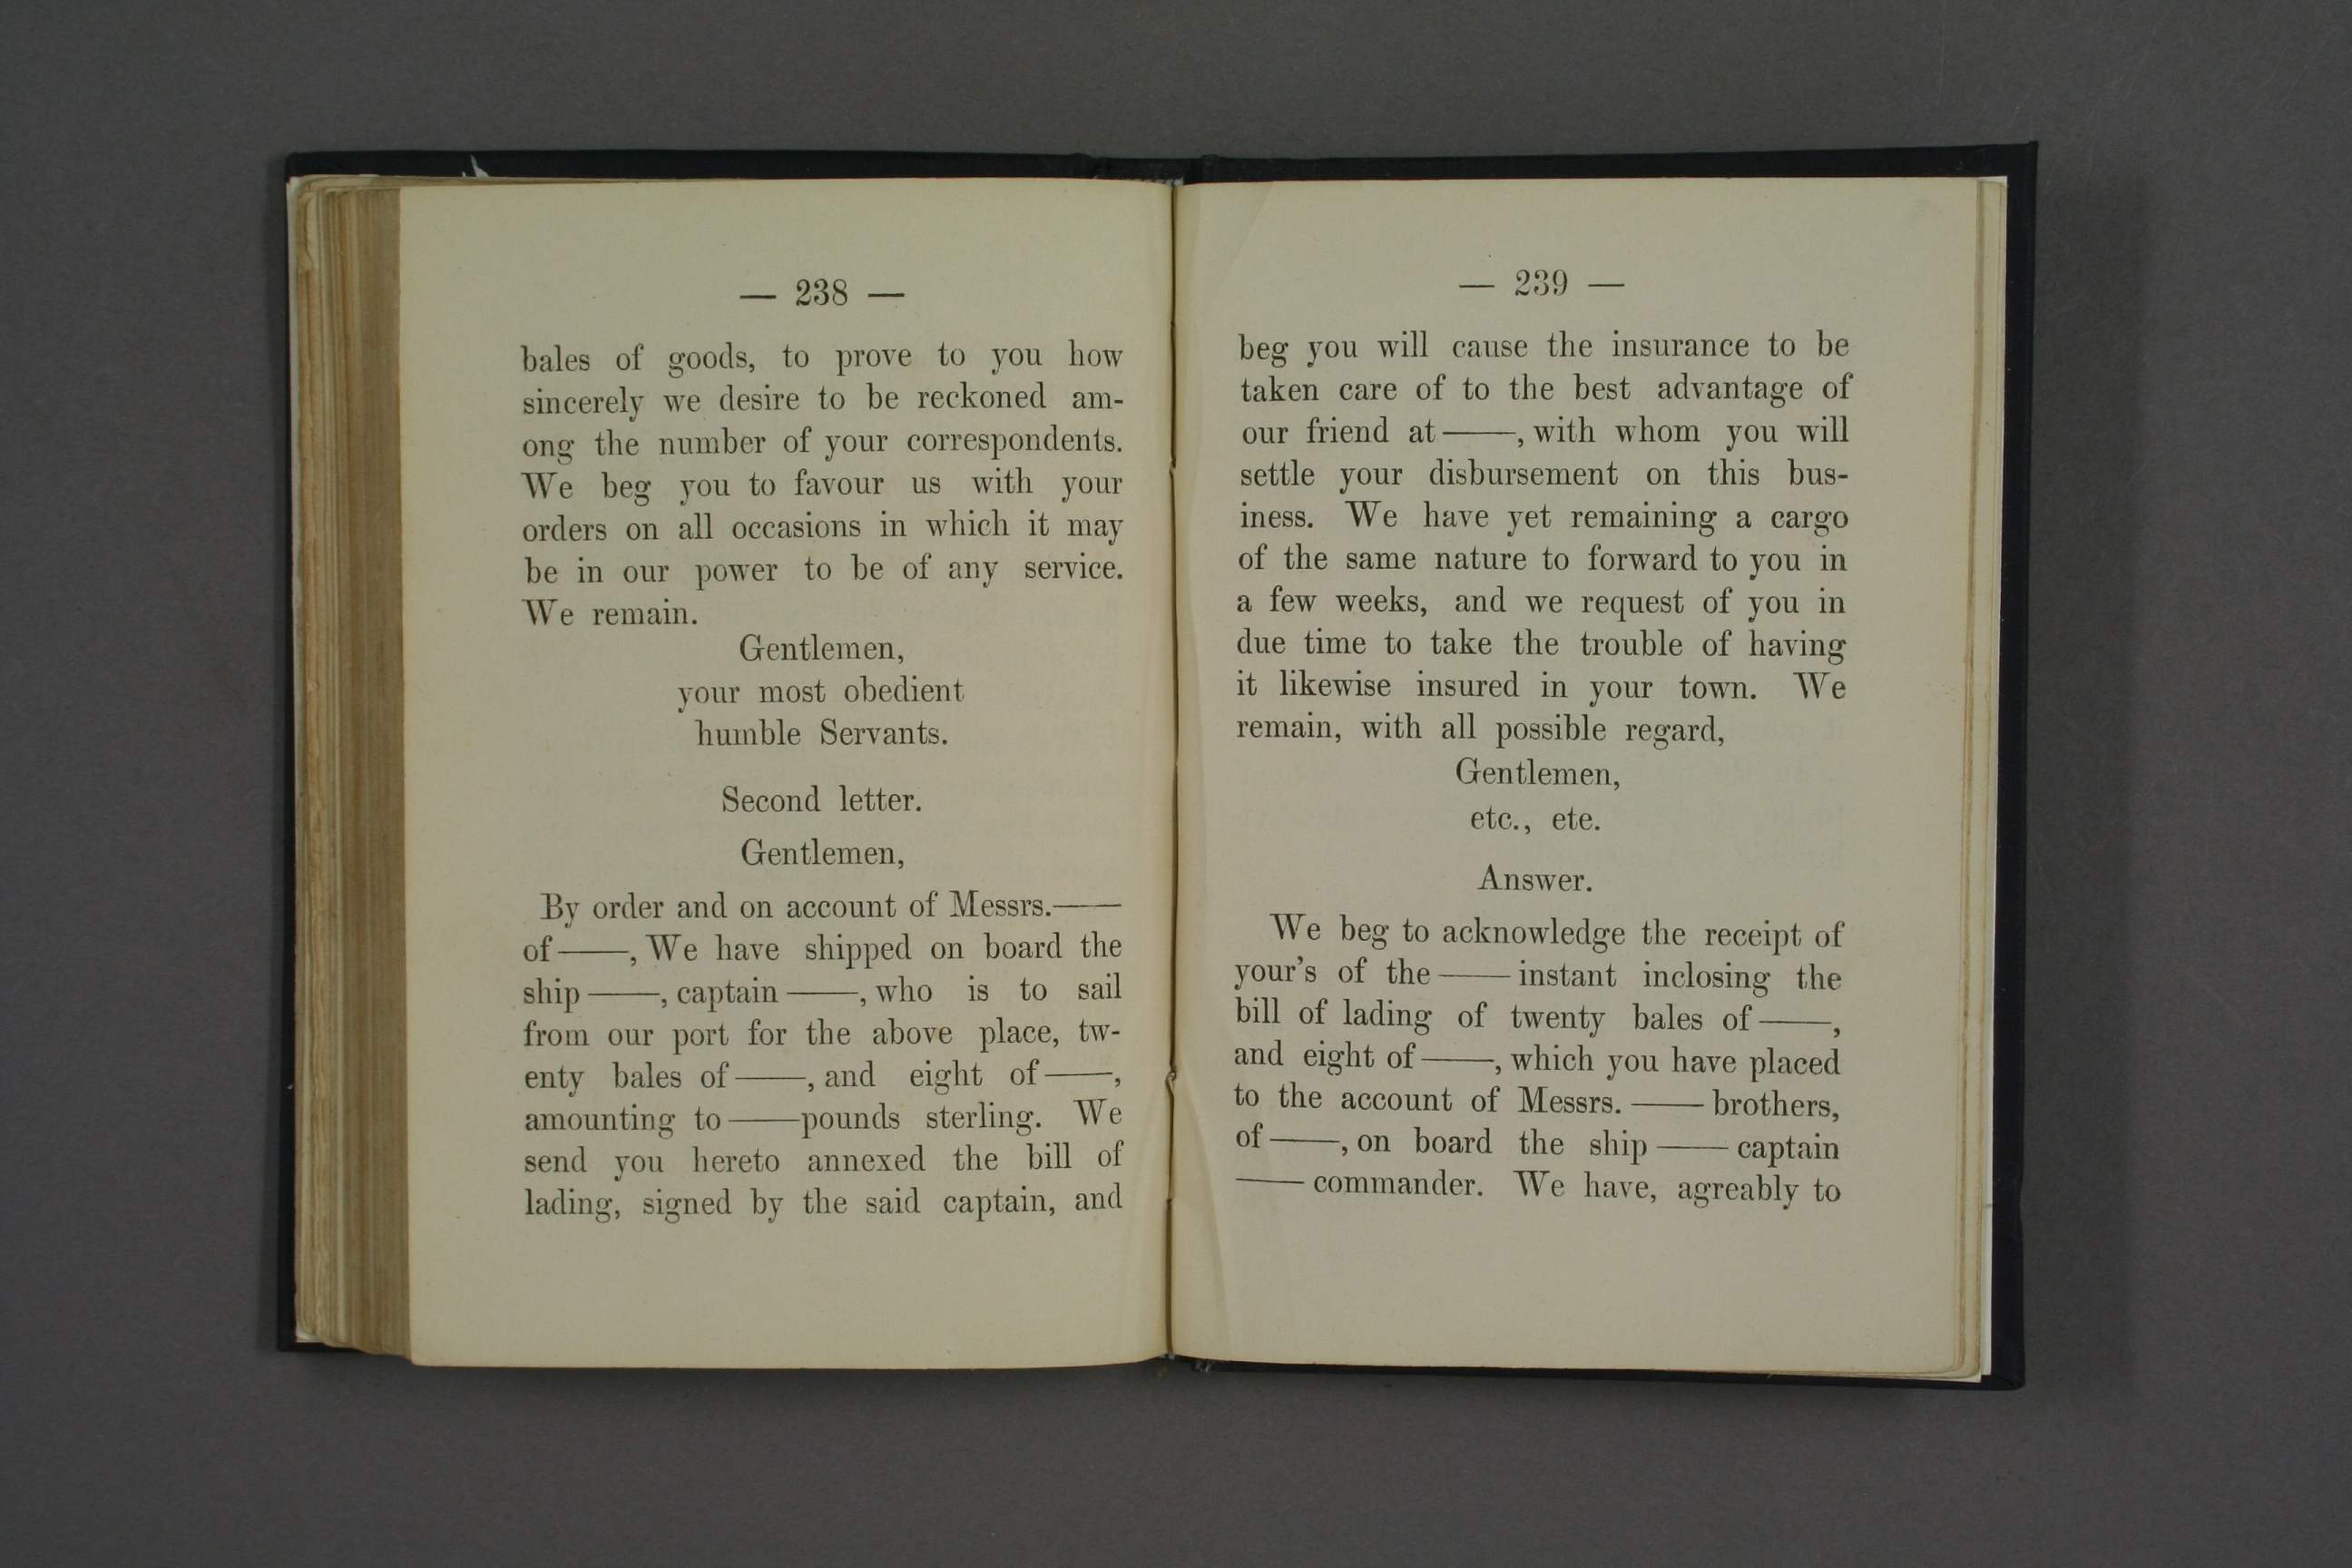 — 238 —
bales of goods, to prove to you how
sincerely we desire to be reckoned am-
ong the number of your correspondents.
We beg you to favour us with your
orders on all occasions in which it may
be in our power to be of any service.
We remain.
Gentlemen,
your most obedient
humble Servants.
Second letter.
Gentlemen,
By order and on account of Messrs.——
of——, We have shipped on board the
ship——, captain——, who is to sail
from our port for the above place, tw-
enty bales of——, and eight of——,
amounting to——pounds sterling. We
send you hereto annexed the bill of
lading, signed by the said captain, and
— 239 —
beg you will cause the insurance to be
taken care of to the best advantage of
our friend at——, with whom you will
settle your disbursement on this bus-
iness. We have yet remaining a cargo
of the same nature to forward to you in
a few weeks, and we request of you in
due time to take the trouble of having
it likewise insured in your town. We
remain, with all possible regard,
Gentlemen,
etc., ete.
Answer.
We beg to acknowledge the receipt of
your's of the——instant inclosing the
bill of lading of twenty bales of——,
and eight of——, which you have placed
to the account of Messrs.——brothers,
of——, on board the ship——captain
——commander. We have, agreably to